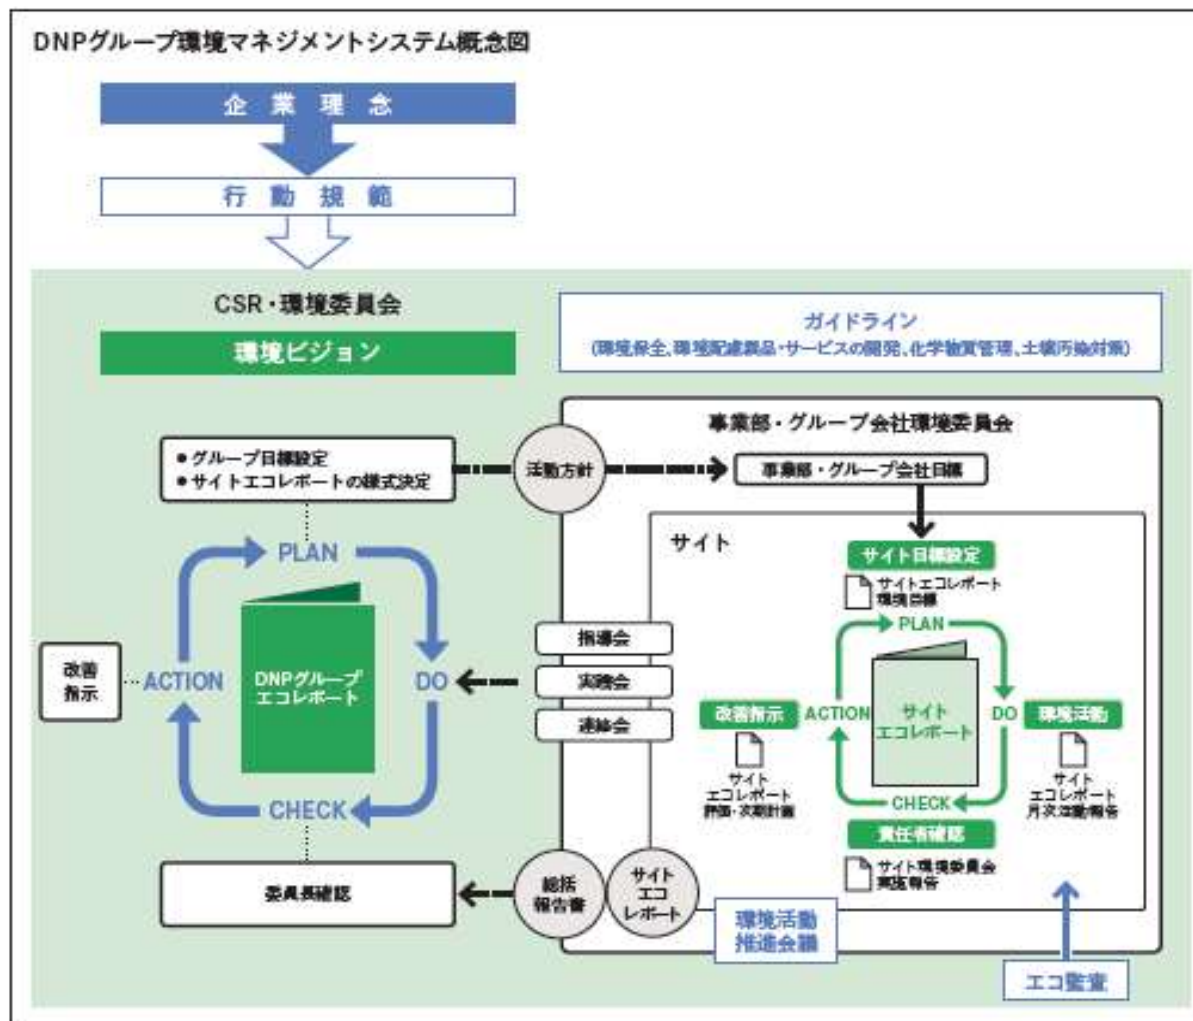 DNPグループ環境マネジメントシステム概念図
企業理念
行動規範
CSR・環境委員会
環境ビジョン
ガイドライン
(環境保全、環境配慮製品・サービスの開発、化学物質管理、土壌汚染対策)
事業部・グループ会社環境委員会
●グループ目標設定
●サイトエコレポートの様式決定
活動方針
事業部・グループ会社目標
サイト
サイト目標設定
サイトエコレポート
環境目標
PLAN
DO
CHECK
ACTION
DNPグループ
エコレポート
改善
指示
指導会
実践会
連絡会
PLAN
DO
CHECK
ACTION
サイト
エコレポート
改善指示
サイト
エコレポート
評価・次期計画
環境活動
サイト
エコレポート
月次活動報告
責任者確認
サイト環境委員会
実施報告
委員長確認
総括
報告書
サイト
エコ
レポート
環境活動
推進会議
エコ監査